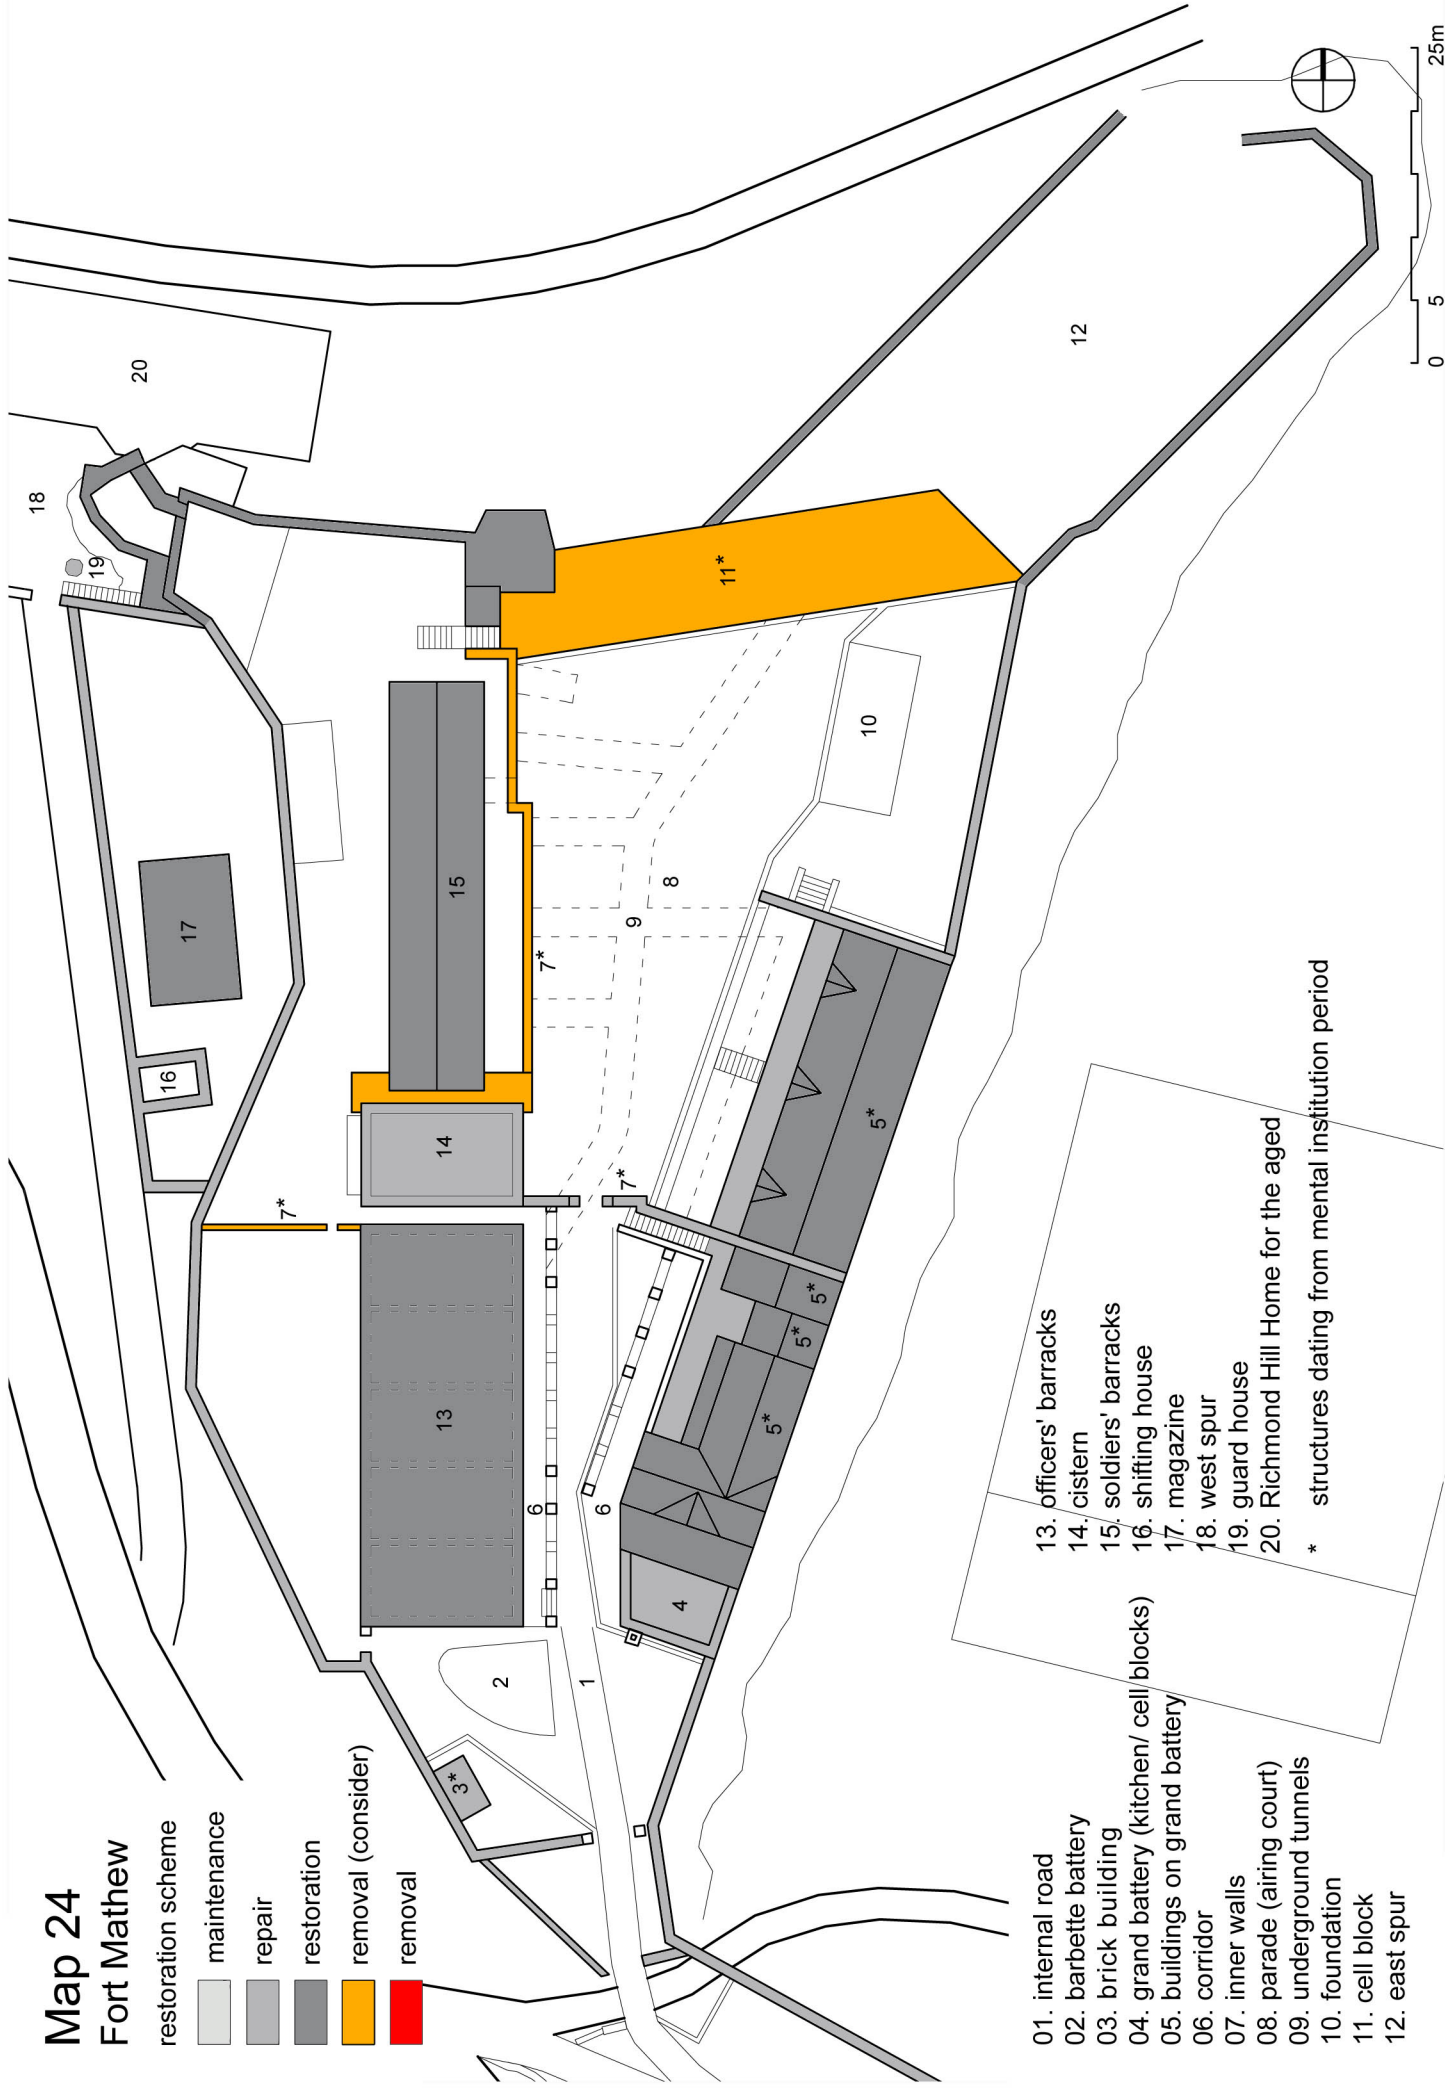 Map 24
Fort Mathew
restoration scheme
maintenance
repair
restoration
removal (consider)
removal
01. internal road
02. barbette battery
03. brick building
04. grand battery (kitchen/ cell blocks)
05. buildings on grand battery
06. corridor
07. inner walls
08. parade (airing court)
09. underground tunnels
10. foundation
11. cell block
12. east spur
13. officers' barracks
14. cistern
15. soldiers' barracks
16. shifting house
17. magazine
18. west spur
19. guard house
20. Richmond Hill Home for the aged
* structures dating from mental institution period
18
19
20
17
16
15
14
13
7*
7*
7*
11*
12
10
8
9
6
6
5*
5*
5*
5*
4
3*
2
1
0 5 25m